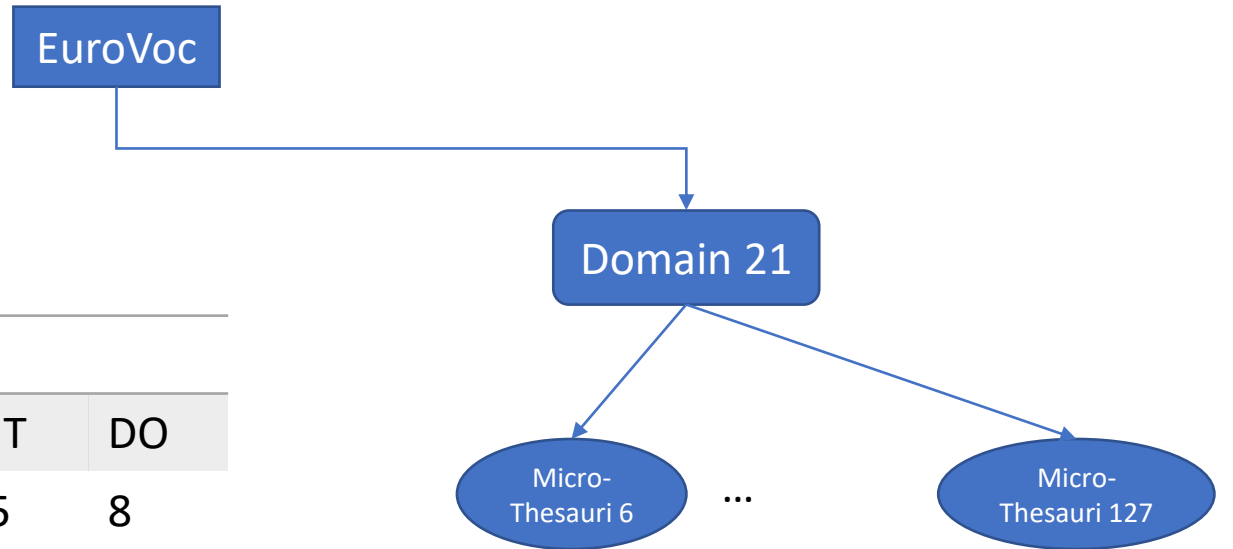 EuroVoc
Domain 21
T DO
8
Micro-
Thesauri 6
...
Micro-
Thesauri 127